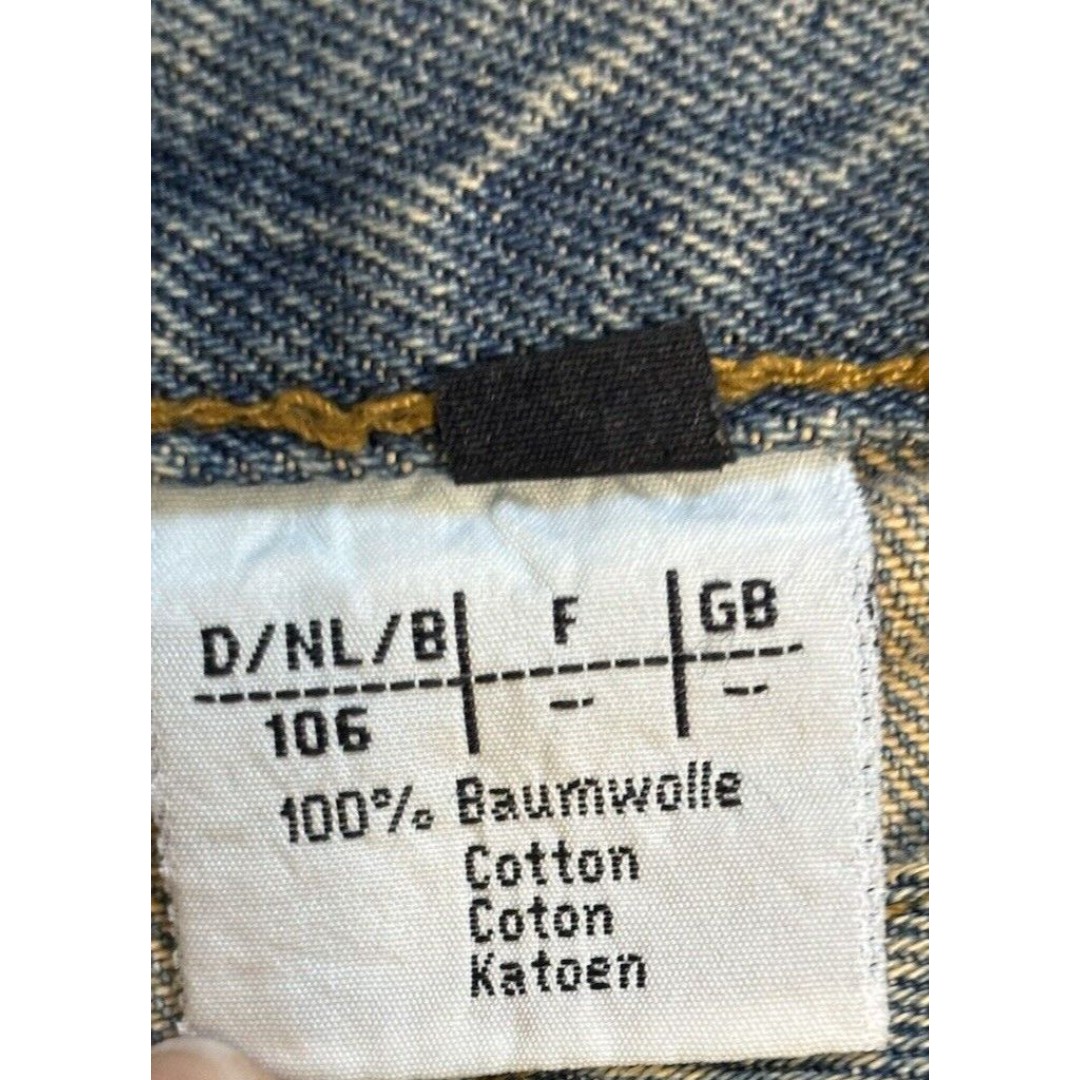 D/NL/B F GB
106 -- --
100% Baumwolle
Cotton
Coton
Katoen